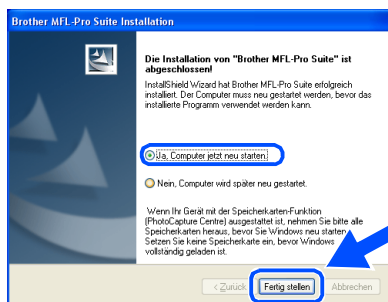 Brother MFL-Pro Suite Installation
Die Installation von "Brother MFL-Pro Suite" ist
abgeschlossen!
InstallShield Wizard hat Brother MFL-Pro Suite erfolgreich
installiert. Der Computer muss neu gestartet werden, bevor das
installierte Programm verwendet werden kann.
Ja, Computer jetzt neu starten.
Nein, Computer wird später neu gestartet.
Wenn Ihr Gerät mit der Speicherkarten-Funktion
(PhotoCapture Centre) ausgestattet ist, nehmen Sie bitte alle
Speicherkarten heraus, bevor Sie Windows neu starten.
Setzen Sie keine Speicherkarte ein, bevor Windows
vollständig geladen ist.
< Zurück
Fertig stellen
Abbrechen